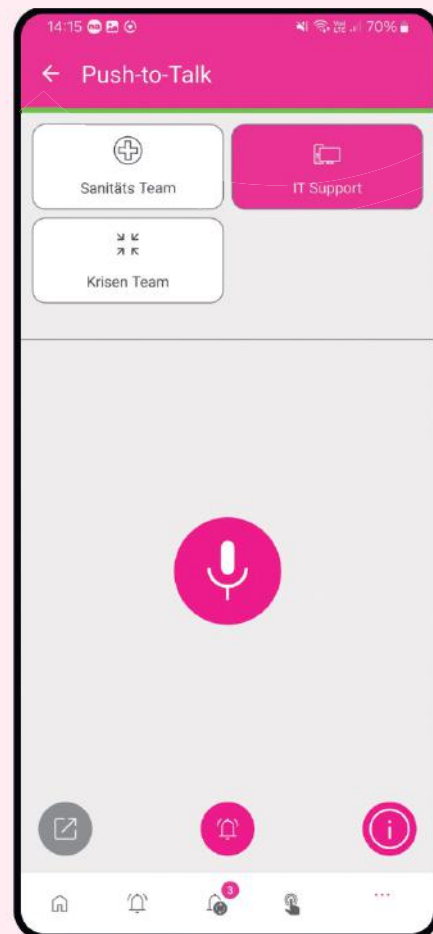 14:15
70%
Push-to-Talk
Sanitäts Team
IT Support
Krisen Team
3